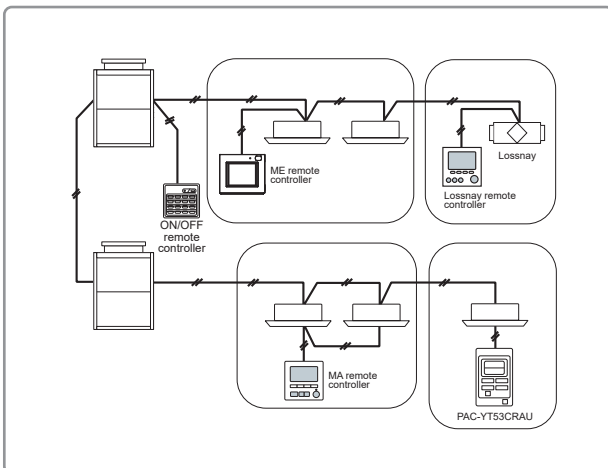 ME remote
controller
Lossnay
Lossnay remote
controller
ON/OFF
remote
controller
MA remote
controller
PAC-YT53CRAU